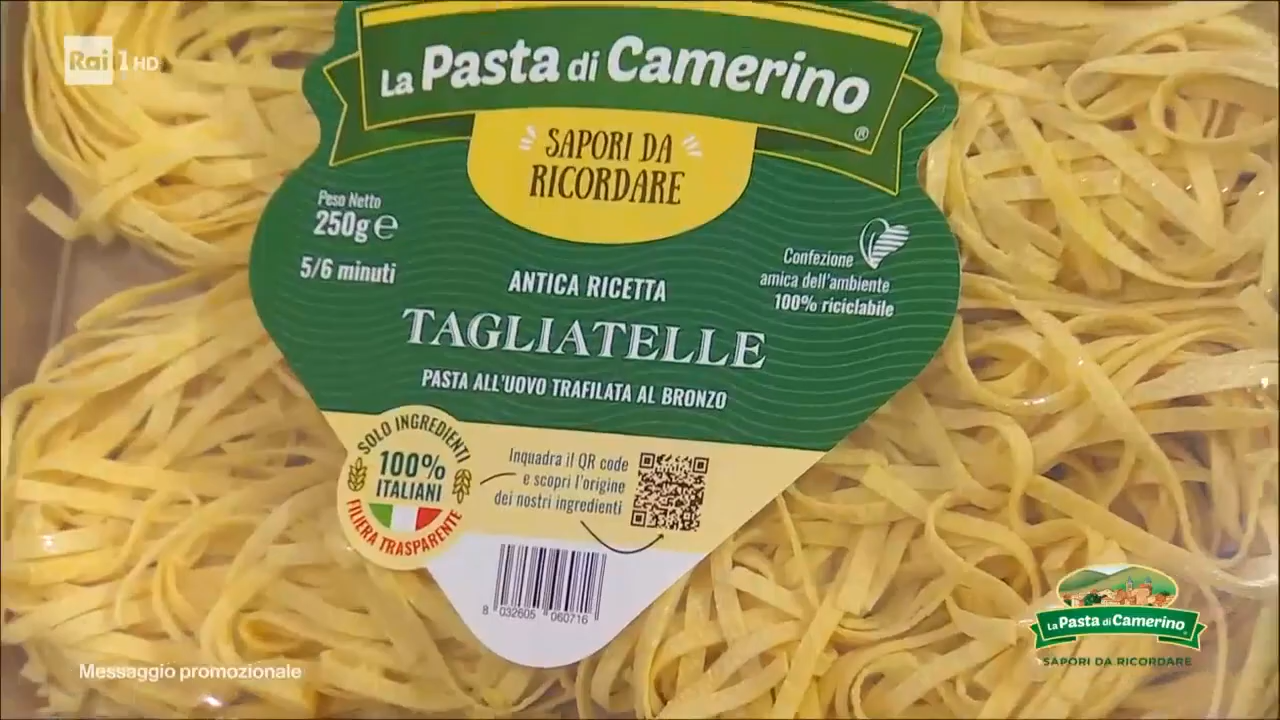 Rai 1 HD
La Pasta di Camerino
®
SAPORI DA
RICORDARE
Peso Netto
250g e
5/6 minuti
Confezione
amica dell'ambiente
100% riciclabile
ANTICA RICETTA
TAGLIATELLE
PASTA ALL'UOVO TRAFILATA AL BRONZO
SOLO INGREDIENTI
100%
ITALIANI
FILIERA TRASPARENTE
Inquadra il QR code
e scopri l'origine
dei nostri ingredienti
8 032605 060716
La Pasta di Camerino
SAPORI DA RICORDARE
Messaggio promozionale